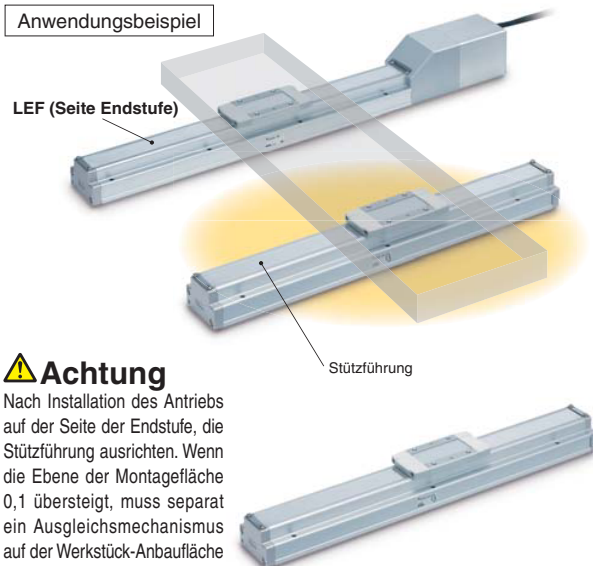 Anwendungsbeispiel
LEF (Seite Endstufe)
Stützführung
Achtung
Nach Installation des Antriebs
auf der Seite der Endstufe, die
Stützführung ausrichten. Wenn
die Ebene der Montagefläche
0,1 übersteigt, muss separat
ein Ausgleichsmechanismus
auf der Werkstück-Anbaufläche